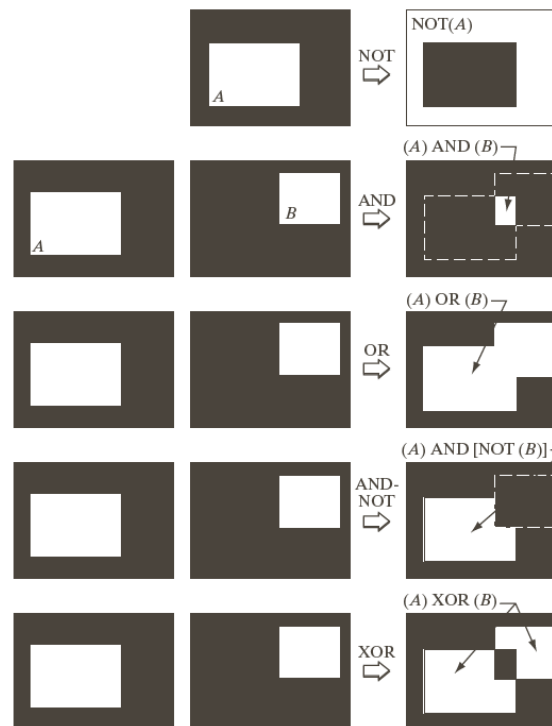 NOT(A)
NOT
A
(A) AND (B)
AND
B
A
(A) OR (B)
OR
(A) AND [NOT (B)]
AND-
NOT
(A) XOR (B)
XOR